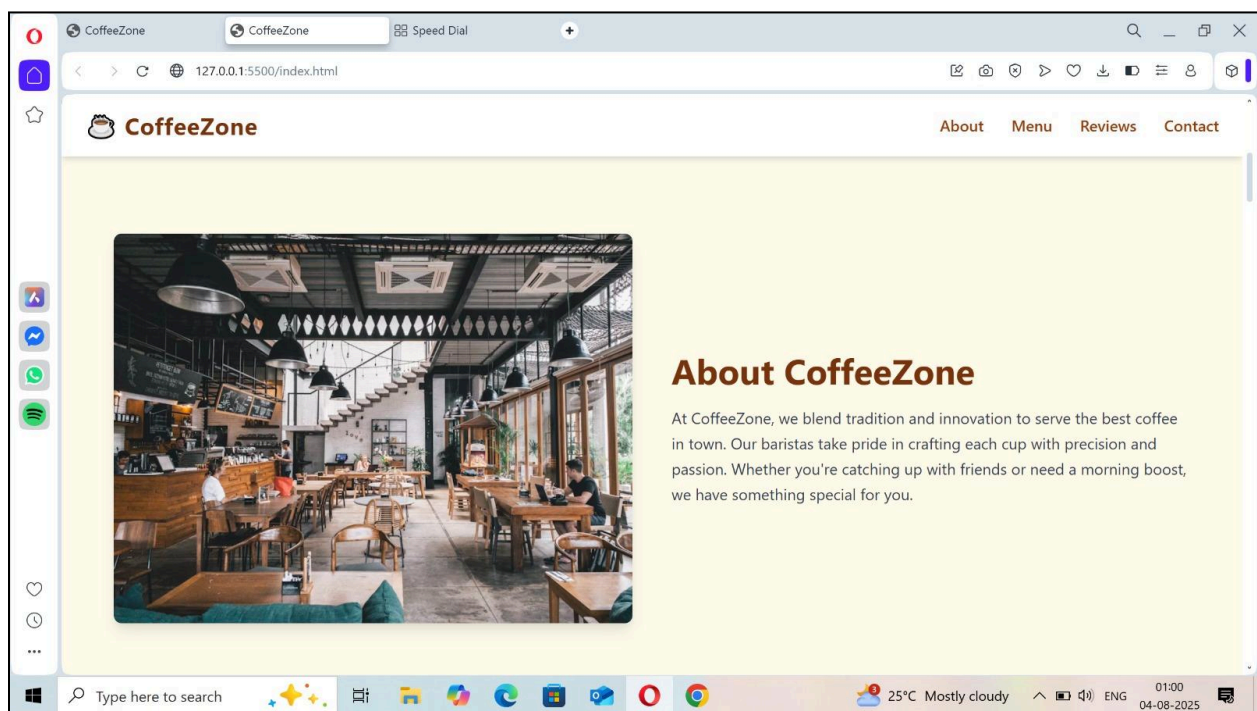 CoffeeZone
CoffeeZone
Speed Dial
127.0.0.1:5500/index.html
CoffeeZone
About Menu Reviews Contact
About CoffeeZone
At CoffeeZone, we blend tradition and innovation to serve the best coffee
in town. Our baristas take pride in crafting each cup with precision and
passion. Whether you're catching up with friends or need a morning boost,
we have something special for you.
Type here to search
9
25°C Mostly cloudy
ENG
01:00
04-08-2025